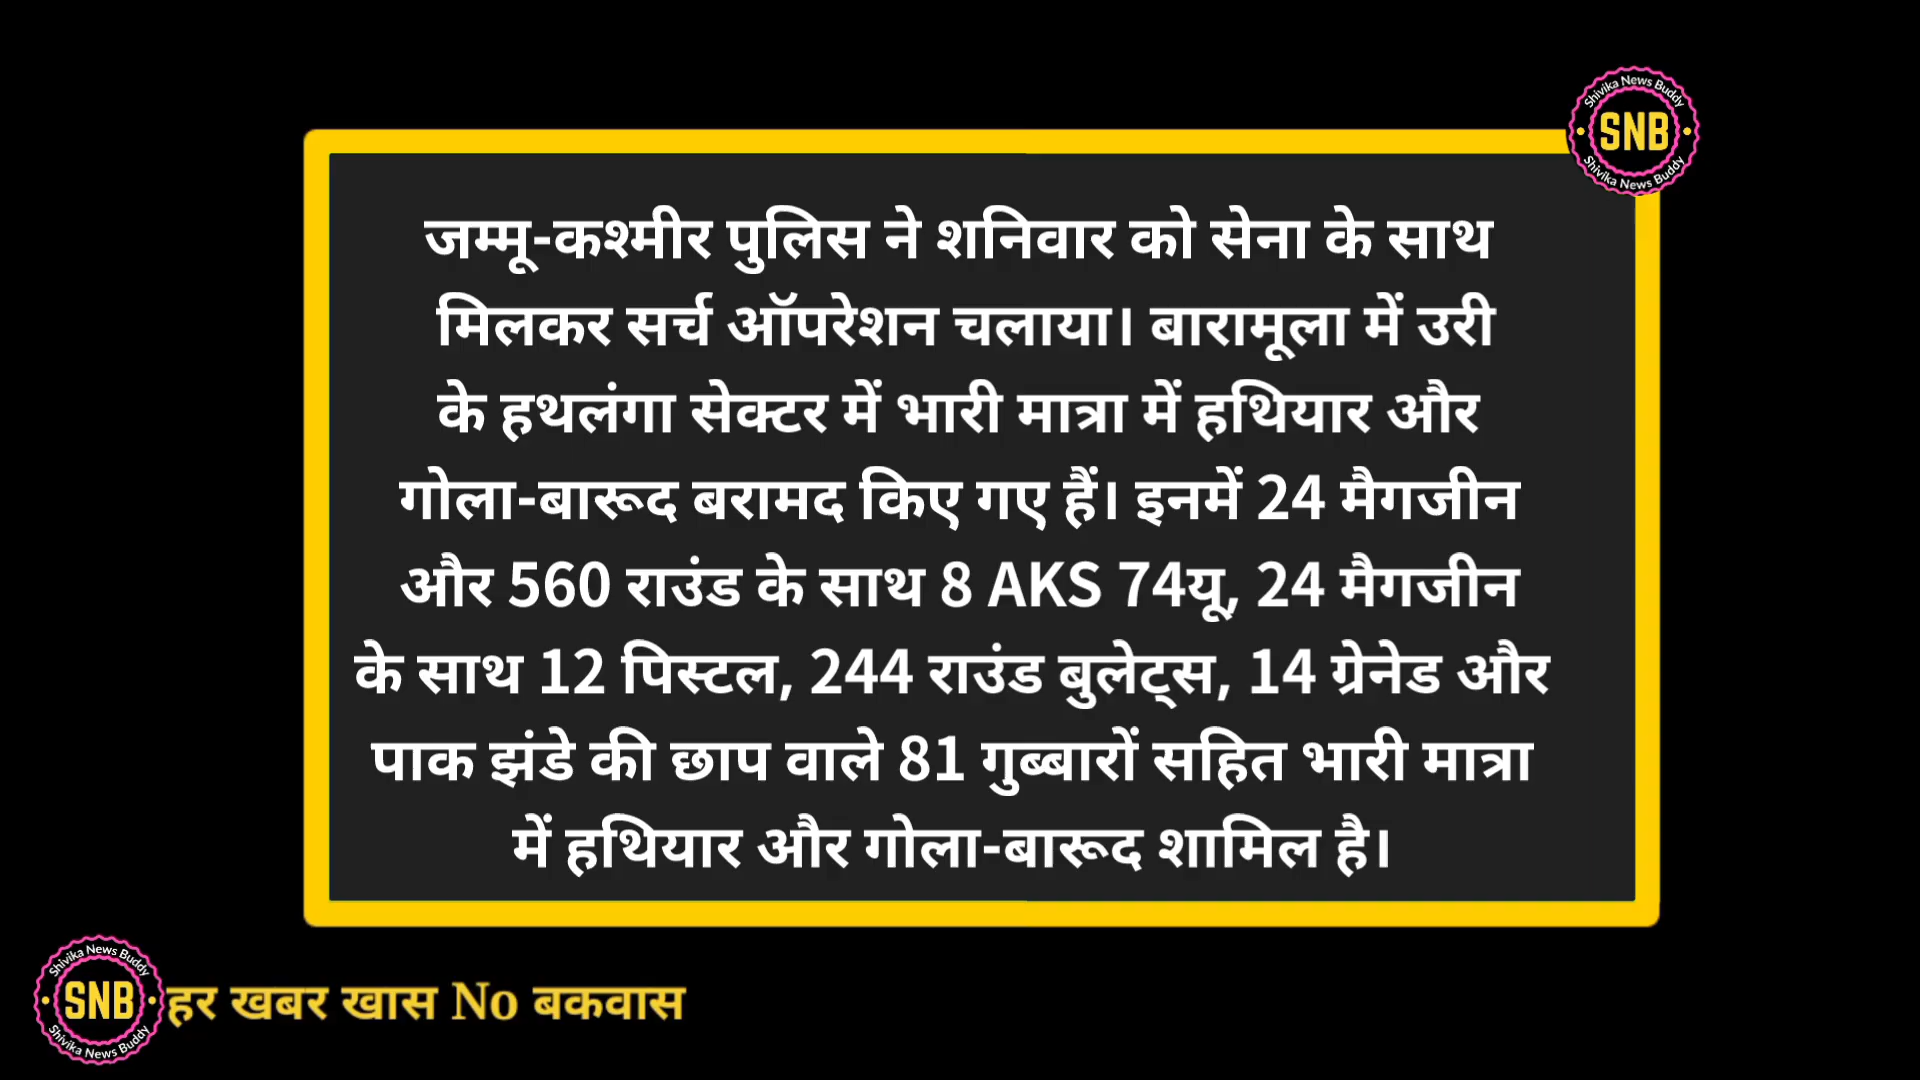 Shivika News Buddy
SNB
Shivika News Buddy
जम्मू-कश्मीर पुलिस ने शनिवार को सेना के साथ
मिलकर सर्च ऑपरेशन चलाया। बारामूला में उरी
के हथलंगा सेक्टर में भारी मात्रा में हथियार और
गोला-बारूद बरामद किए गए हैं। इनमें 24 मैगजीन
और 560 राउंड के साथ 8 AKS 74यू, 24 मैगजीन
के साथ 12 पिस्टल, 244 राउंड बुलेट्स, 14 ग्रेनेड और
पाक झंडे की छाप वाले 81 गुब्बारों सहित भारी मात्रा
में हथियार और गोला-बारूद शामिल है।
Shivika News Buddy
SNB
Shivika News Buddy
हर खबर खास No बकवास